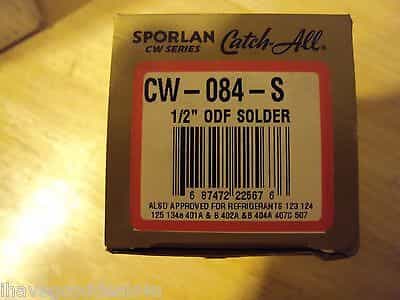 SPORLAN Catch-All®
CW SERIES
CW-084-S
1/2" ODF SOLDER
6 87472 22567 6
ALSO APPROVED FOR REFRIGERANTS 123 124
125 134a 401A & B 402A &B 404A 407C 507